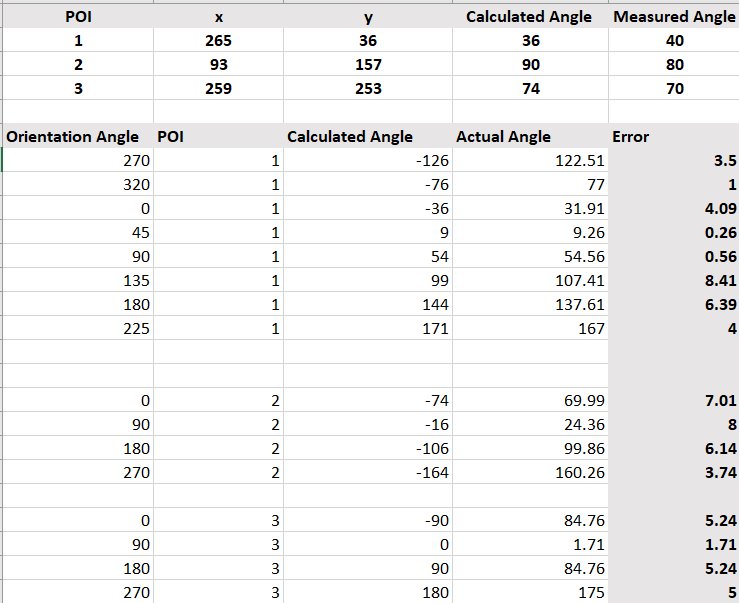 POI x y Calculated Angle Measured Angle
1 265 36 36 40
2 93 157 90 80
3 259 253 74 70
Orientation Angle POI Calculated Angle Actual Angle Error
270 1 -126 122.51 3.5
320 1 -76 77 1
0 1 -36 31.91 4.09
45 1 9 9.26 0.26
90 1 54 54.56 0.56
135 1 99 107.41 8.41
180 1 144 137.61 6.39
225 1 171 167 4
0 2 -74 69.99 7.01
90 2 -16 24.36 8
180 2 -106 99.86 6.14
270 2 -164 160.26 3.74
0 3 -90 84.76 5.24
90 3 0 1.71 1.71
180 3 90 84.76 5.24
270 3 180 175 5